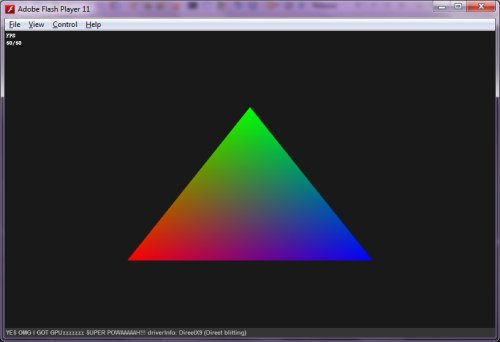 Adobe Flash Player 11
File View Control Help
FPS
60/60
YES OMG I GOT GPUzzzzzzz SUPER POWAAAAAH!!! driverInfo: DirectX9 (Direct blitting)